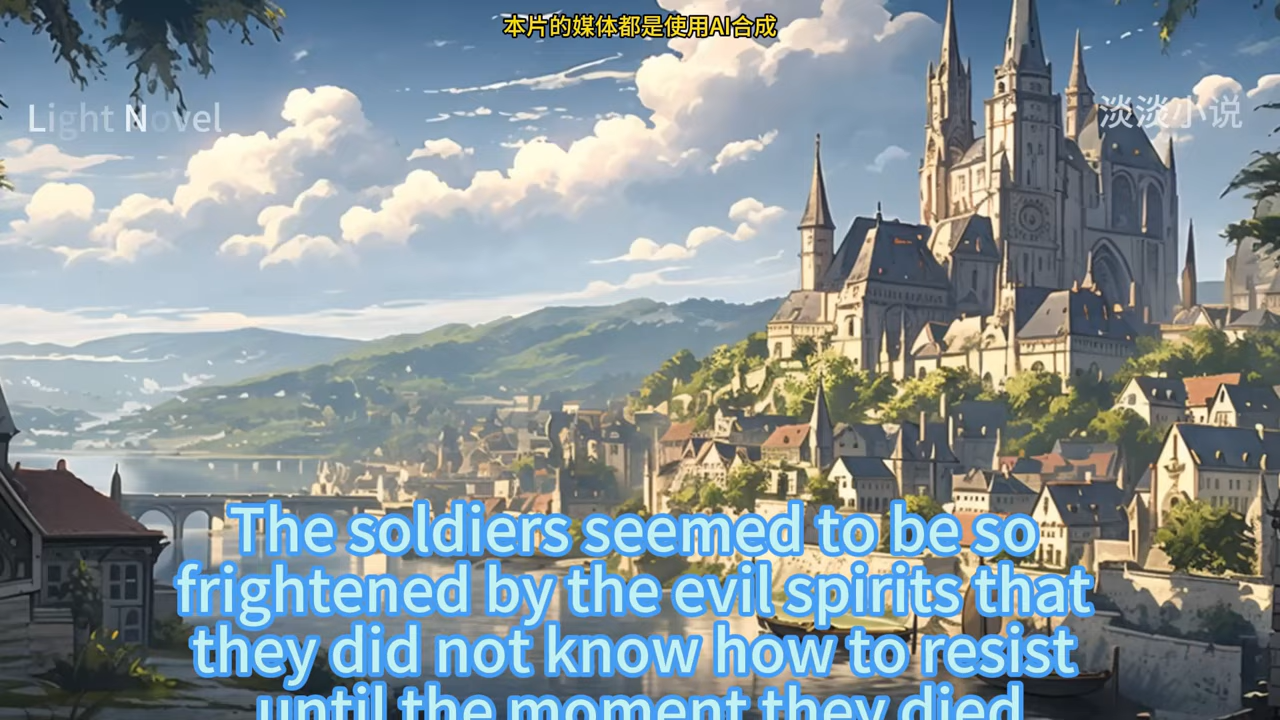 本片的媒体都是使用AI合成
Light Novel
淡淡小说
The soldiers seemed to be so
frightened by the evil spirits that
they did not know how to resist
until the moment they died